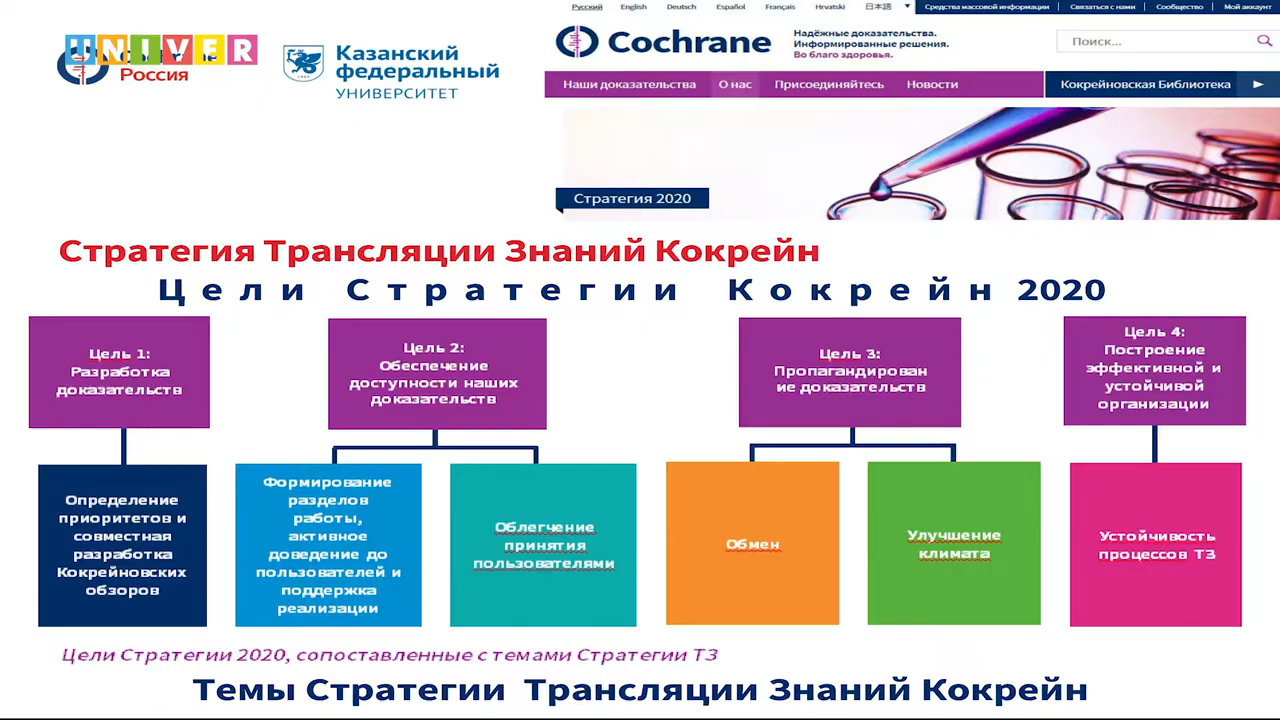 Русский English Deutsch Español Français Hrvatski 日本語
Средства массовой информации Связаться с нами Сообщество Мой аккаунт
UNIVER
Россия
Казанский
федеральный
УНИВЕРСИТЕТ
Cochrane
Надёжные доказательства.
Информированные решения.
Во благо здоровья.
Поиск...
Наши доказательства О нас Присоединяйтесь Новости
Кокрейновская Библиотека
Стратегия 2020
Стратегия Трансляции Знаний Кокрейн
Цели Стратегии Кокрейн 2020
Цель 1:
Разработка
доказательств
Цель 2:
Обеспечение
доступности наших
доказательств
Цель 3:
Пропагандирован
ие доказательств
Цель 4:
Построение
эффективной и
устойчивой
организации
Определение
приоритетов и
совместная
разработка
Кокрейновских
обзоров
Формирование
разделов
работы,
активное
доведение до
пользователей и
поддержка
реализации
Облегчение
принятия
пользователями
Обмен
Улучшение
климата
Устойчивость
процессов ТЗ
Цели Стратегии 2020, сопоставленные с темами Стратегии ТЗ
Темы Стратегии Трансляции Знаний Кокрейн